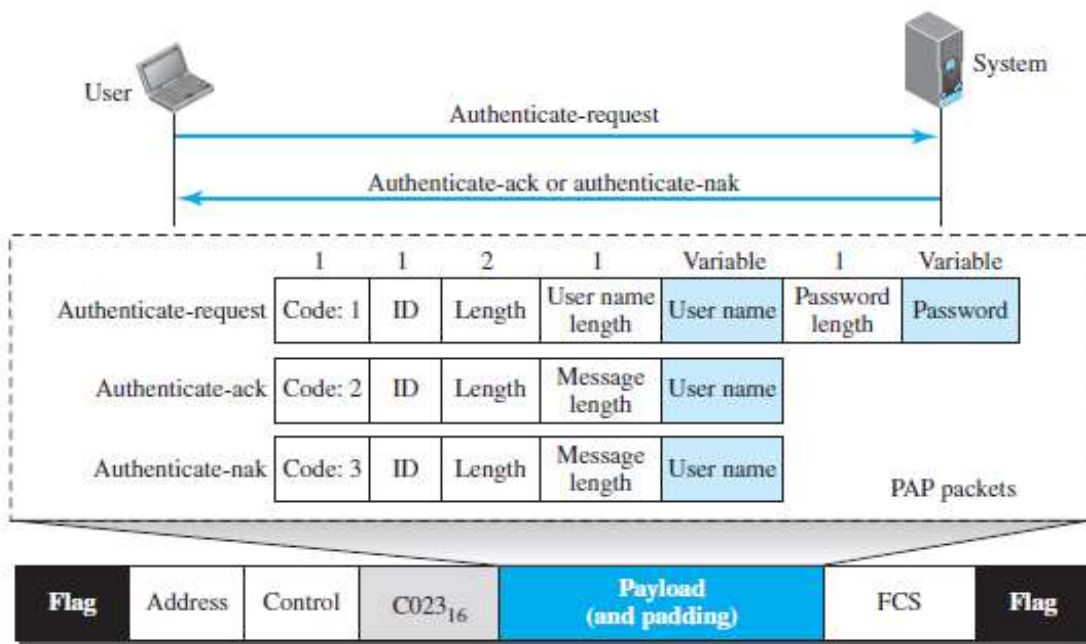 User
System
Authenticate-request
Authenticate-ack or authenticate-nak
1 1 2 1 Variable 1 Variable
Authenticate-request Code: 1 ID Length User name length User name Password length Password
Authenticate-ack Code: 2 ID Length Message length User name
Authenticate-nak Code: 3 ID Length Message length User name
PAP packets
Flag Address Control C023₁₆ Payload (and padding) FCS Flag